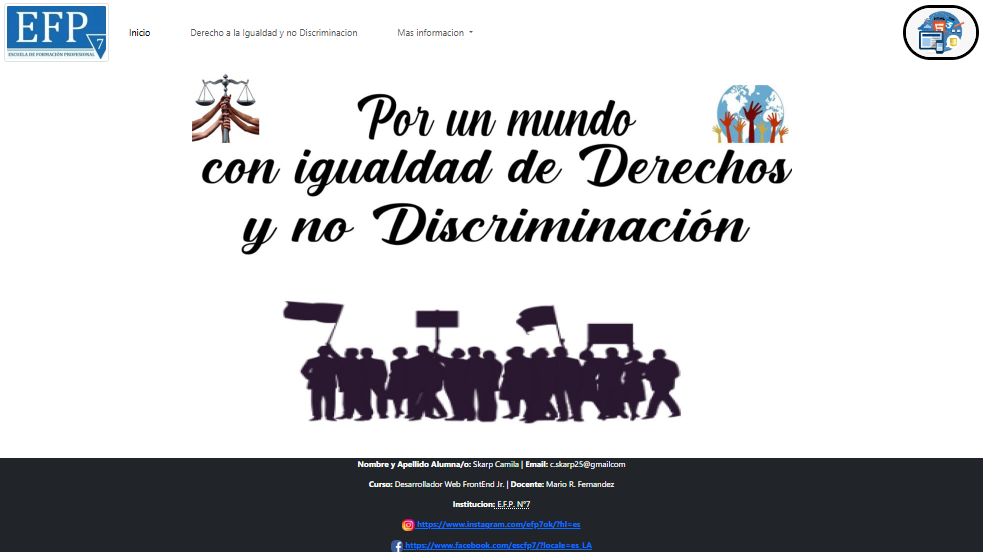 EFP
7
ESCUELA DE FORMACIÓN PROFESIONAL
Inicio
Derecho a la Igualdad y no Discriminacion
Mas informacion
Por un mundo
con igualdad de Derechos
y no Discriminación
Nombre y Apellido Alumna/o: Skarp Camila | Email: c.skarp25@gmailcom
Curso: Desarrollador Web FrontEnd Jr. | Docente: Mario R. Fernandez
Institucion: E.F.P. N°7
https://www.instagram.com/efp7ok/?hl=es
https://www.facebook.com/escfp7/?locale=es_LA